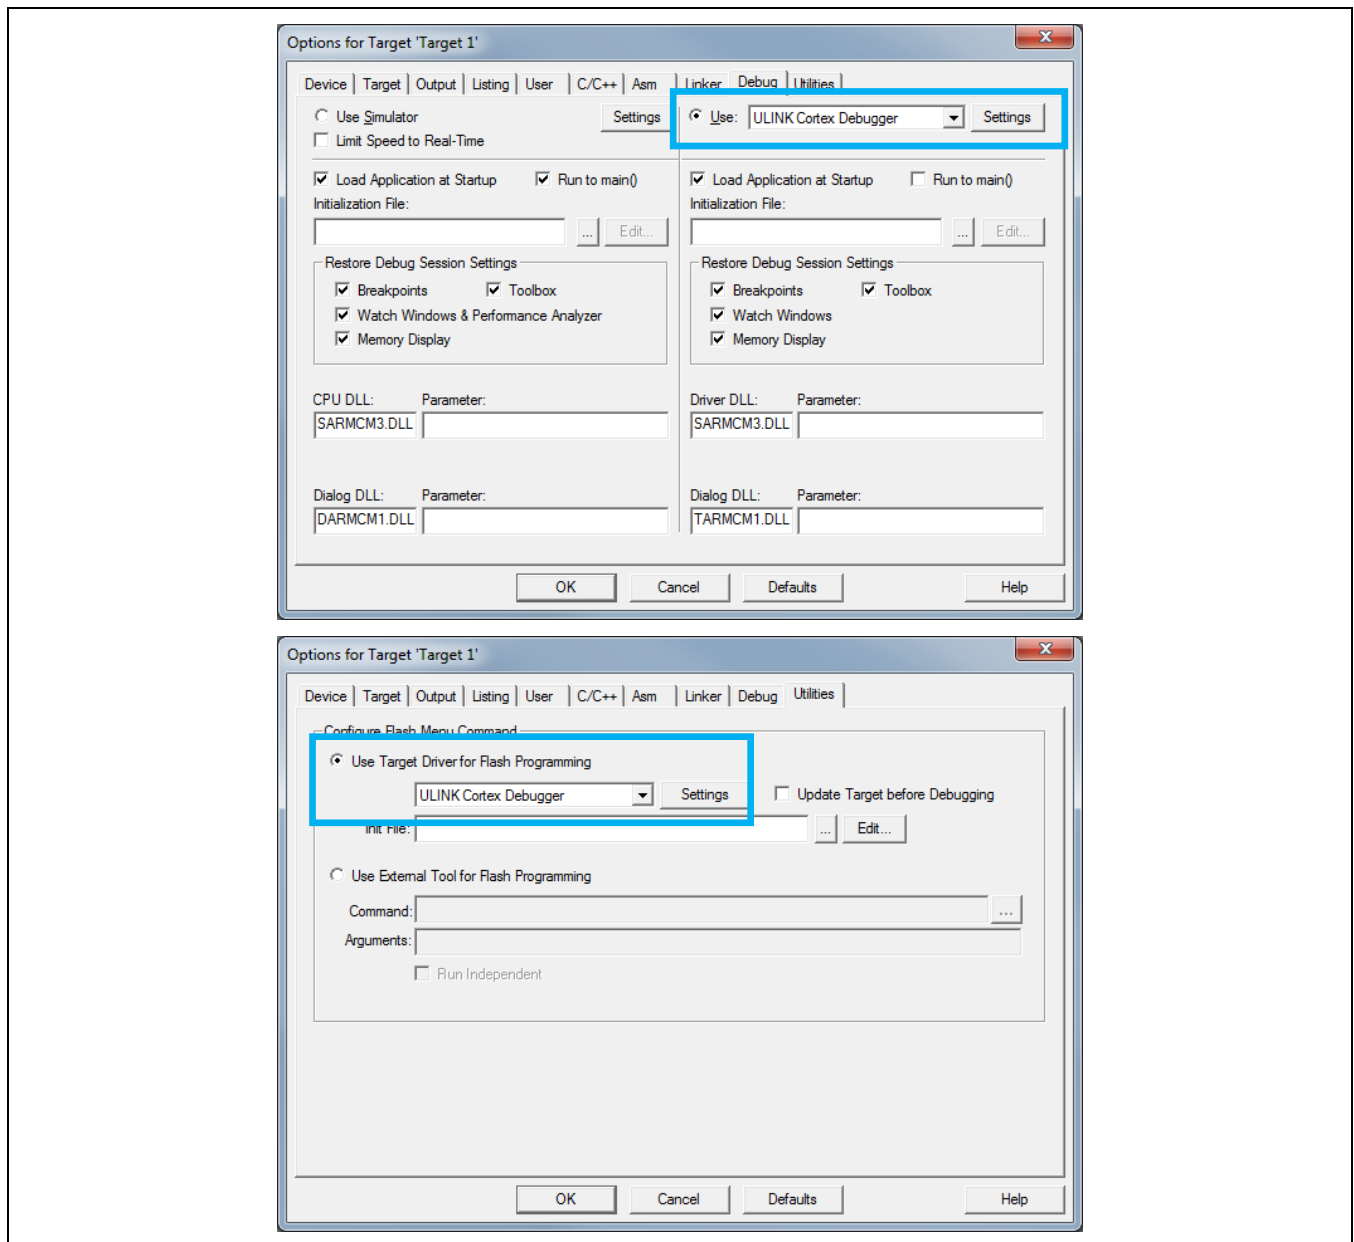 Options for Target 'Target 1'
Device Target Output Listing User C/C++ Asm Linker Debug Utilities
Use Simulator Settings Use: ULINK Cortex Debugger Settings
Limit Speed to Real-Time
Load Application at Startup Run to main() Load Application at Startup Run to main()
Initialization File: Initialization File:
... Edit... ... Edit...
Restore Debug Session Settings Restore Debug Session Settings
Breakpoints Toolbox Breakpoints Toolbox
Watch Windows & Performance Analyzer Watch Windows
Memory Display Memory Display
CPU DLL: Parameter: Driver DLL: Parameter:
SARMCM3.DLL SARMCM3.DLL
Dialog DLL: Parameter: Dialog DLL: Parameter:
DARMCM1.DLL TARMCM1.DLL
OK Cancel Defaults Help
Options for Target 'Target 1'
Device Target Output Listing User C/C++ Asm Linker Debug Utilities
Configure Flash Menu Command
Use Target Driver for Flash Programming
ULINK Cortex Debugger Settings Update Target before Debugging
Init File: ... Edit...
Use External Tool for Flash Programming
Command: ...
Arguments:
Run Independent
OK Cancel Defaults Help